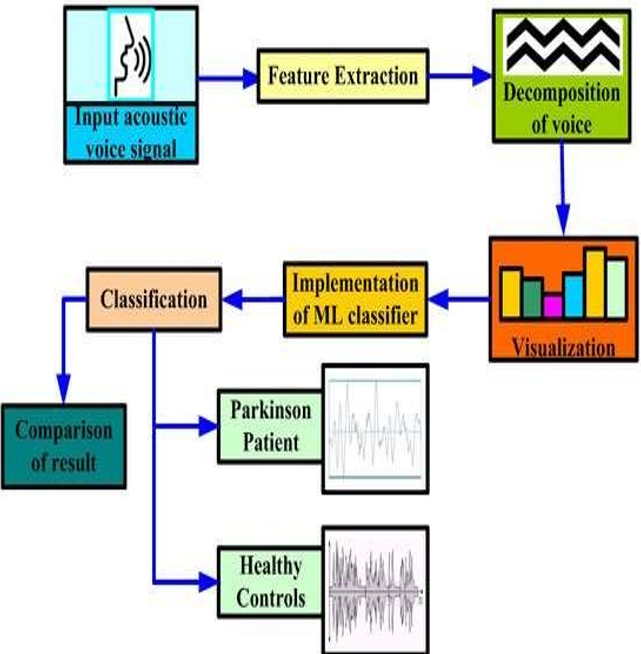 Input acoustic
voice signal
Feature Extraction
Decomposition
of voice
Visualization
Implementation
of ML classifier
Classification
Comparison
of result
Parkinson
Patient
Healthy
Controls